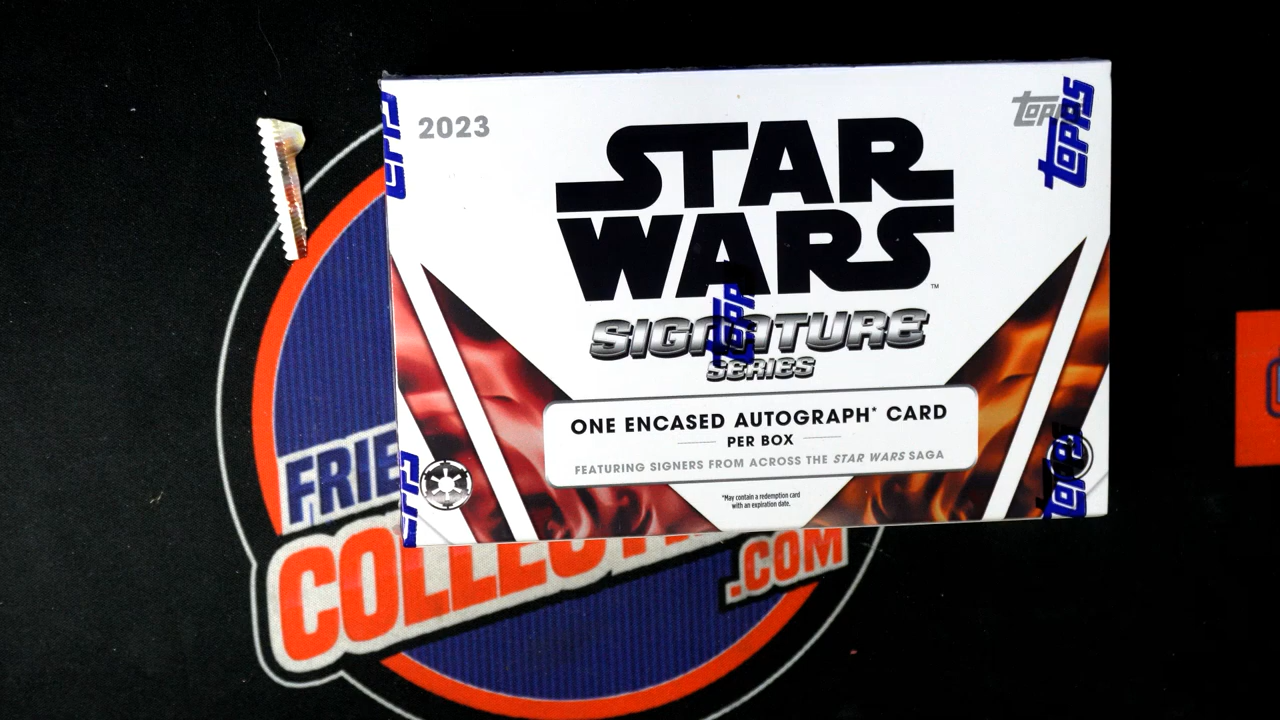 2023
topps
STAR
WARS
™
SIGNATURE
SERIES
ONE ENCASED AUTOGRAPH* CARD
PER BOX
FEATURING SIGNERS FROM ACROSS THE STAR WARS SAGA
*May contain a redemption card
with an expiration date.
.COM